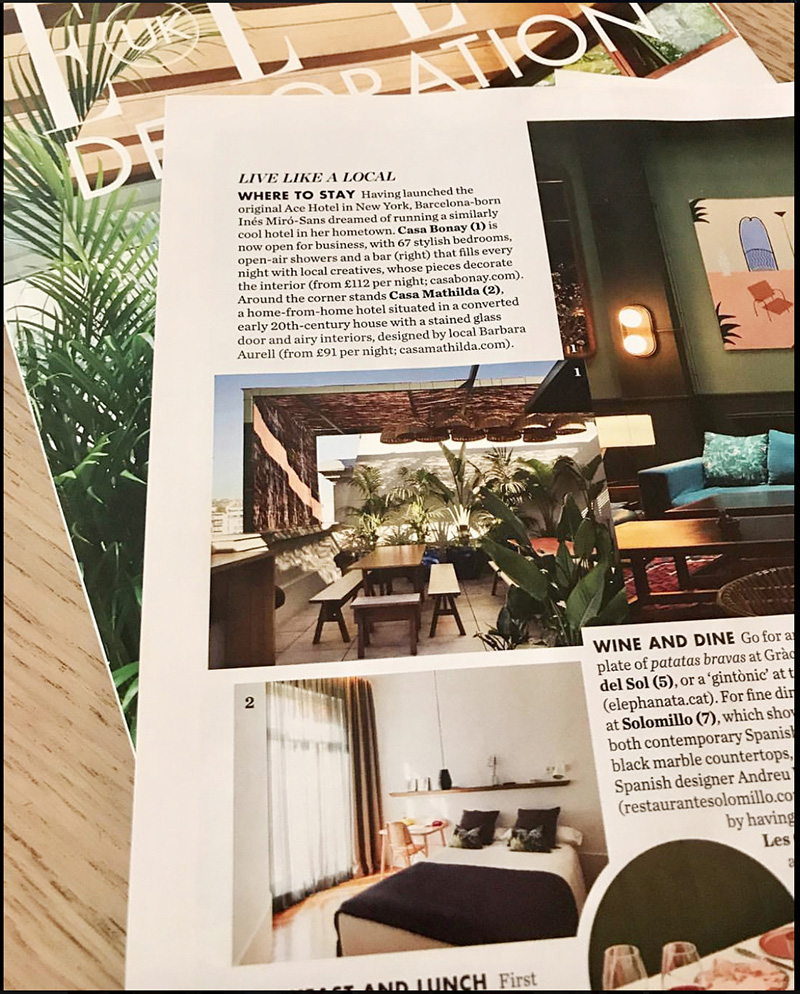 UK
DECORATION
LIVE LIKE A LOCAL
WHERE TO STAY Having launched the
original Ace Hotel in New York, Barcelona-born
Inés Miró-Sans dreamed of running a similarly
cool hotel in her hometown. Casa Bonay (1) is
now open for business, with 67 stylish bedrooms,
open-air showers and a bar (right) that fills every
night with local creatives, whose pieces decorate
the interior (from £112 per night; casabonay.com).
Around the corner stands Casa Mathilda (2),
a home-from-home hotel situated in a converted
early 20th-century house with a stained glass
door and airy interiors, designed by local Barbara
Aurell (from £91 per night; casamathilda.com).
1
2
WINE AND DINE Go for a
plate of patatas bravas at Gràc
del Sol (5), or a 'gintònic' at t
(elephanata.cat). For fine din
at Solomillo (7), which show
both contemporary Spanish
black marble countertops,
Spanish designer Andreu
(restaurantesolomillo.co
by having
Les
AND LUNCH First